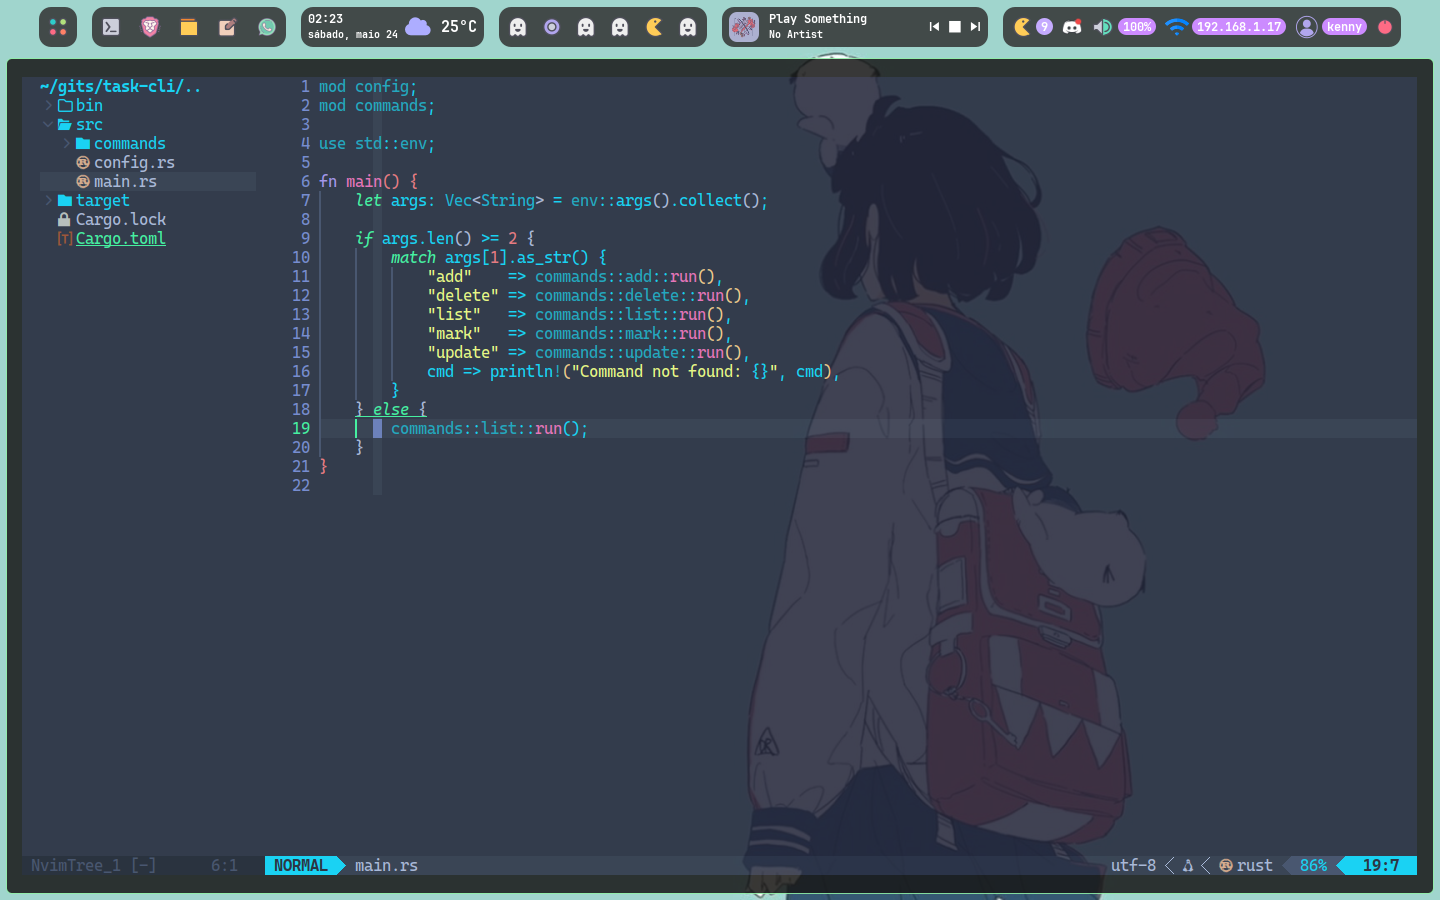 02:23
sábado, maio 24
25°C
Play Something
No Artist
9
100%
192.168.1.17
kenny
~/gits/task-cli/..
bin
src
commands
config.rs
main.rs
target
Cargo.lock
[T] Cargo.toml
1 mod config;
2 mod commands;
3
4 use std::env;
5
6 fn main() {
7     let args: Vec<String> = env::args().collect();
8
9     if args.len() >= 2 {
10         match args[1].as_str() {
11             "add"    => commands::add::run(),
12             "delete" => commands::delete::run(),
13             "list"   => commands::list::run(),
14             "mark"   => commands::mark::run(),
15             "update" => commands::update::run(),
16             cmd => println!("Command not found: {}", cmd),
17         }
18     } else {
19         commands::list::run();
20     }
21 }
22
NvimTree_1 [-] 6:1 NORMAL main.rs utf-8 rust 86% 19:7